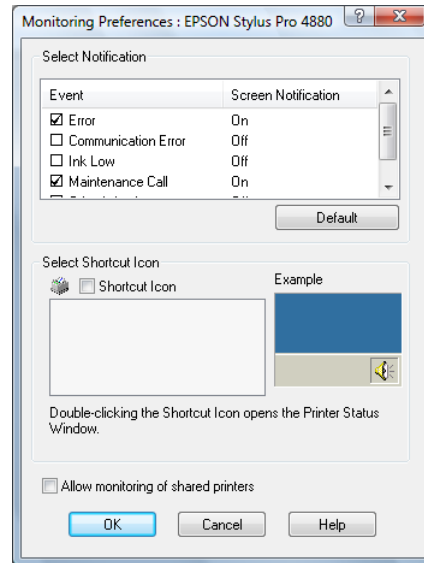 Monitoring Preferences : EPSON Stylus Pro 4880
Select Notification
Event Screen Notification
Error On
Communication Error Off
Ink Low Off
Maintenance Call On
Select Shortcut Icon
Shortcut Icon
Example
Double-clicking the Shortcut Icon opens the Printer Status
Window.
Default
Allow monitoring of shared printers
OK Cancel Help